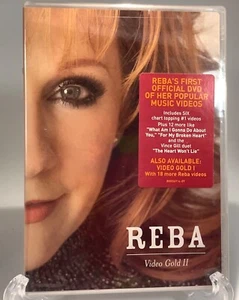 REBA'S FIRST
OFFICIAL DVD
OF HER POPULAR
MUSIC VIDEOS
Includes SIX
chart topping #1 videos
Plus 12 more like
"What Am I Gonna Do About
You," "For My Broken Heart"
and the
Vince Gill duet
"The Heart Won't Lie"
ALSO AVAILABLE:
VIDEO GOLD I
With 18 more Reba videos
REBA
Video Gold II